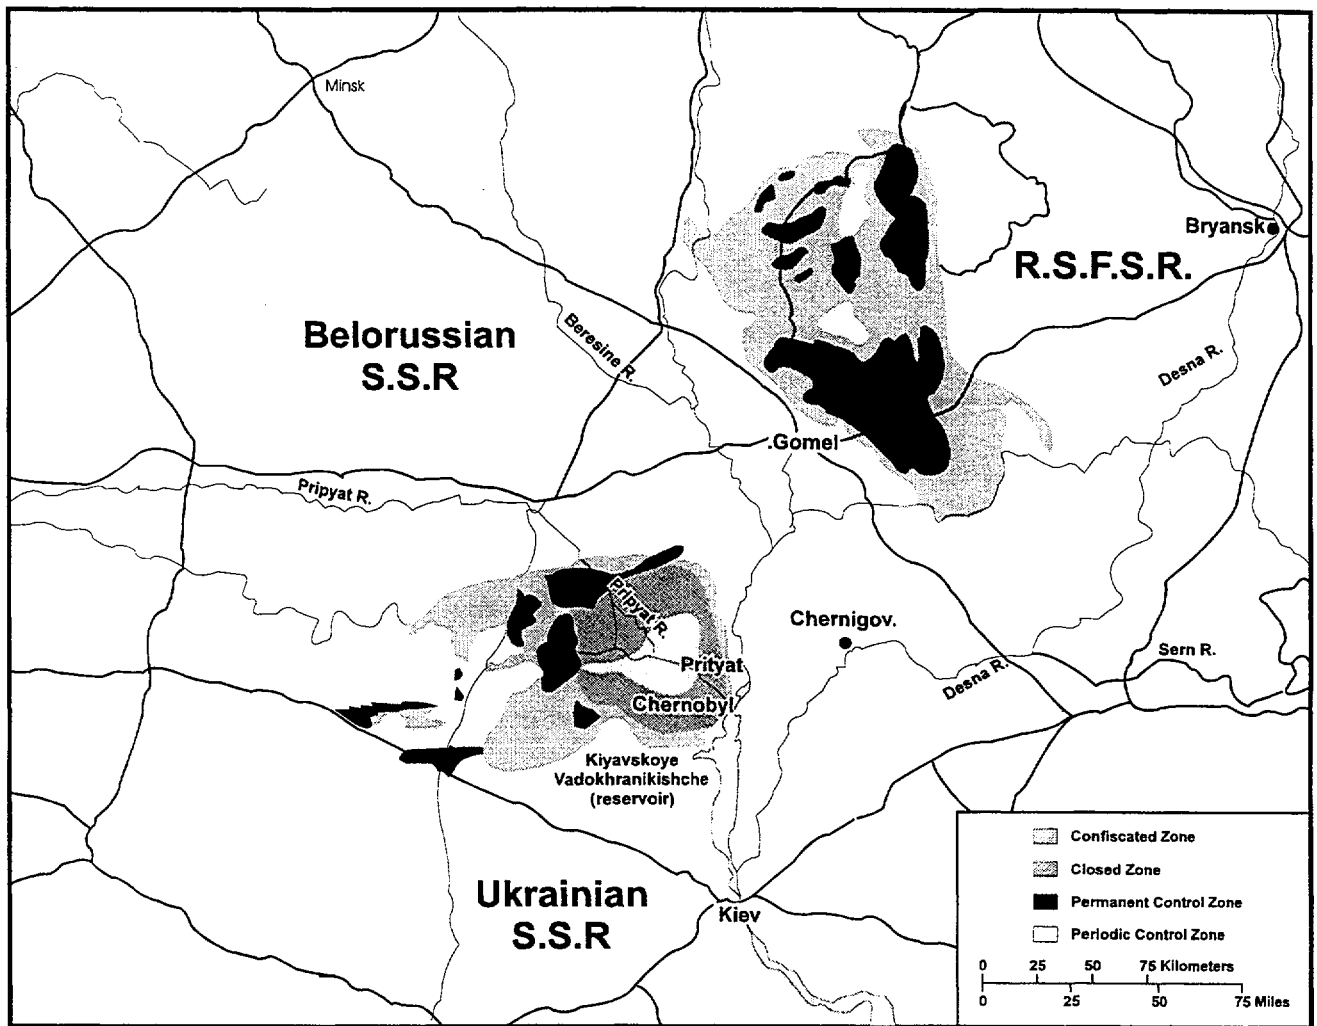 Minsk
Bryansk
R.S.F.S.R.
Belorussian
S.S.R
Beresine R.
Desna R.
.Gomel
Pripyat R.
Pripyat R.
Chernigov.
Sern R.
Prityat
Desna R.
Chernobyl
Kiyavskoye
Vadokhranikishche
(reservoir)
Ukrainian
S.S.R
Kiev
Confiscated Zone
Closed Zone
Permanent Control Zone
Periodic Control Zone
0 25 50 75 Kilometers
0 25 50 75 Miles